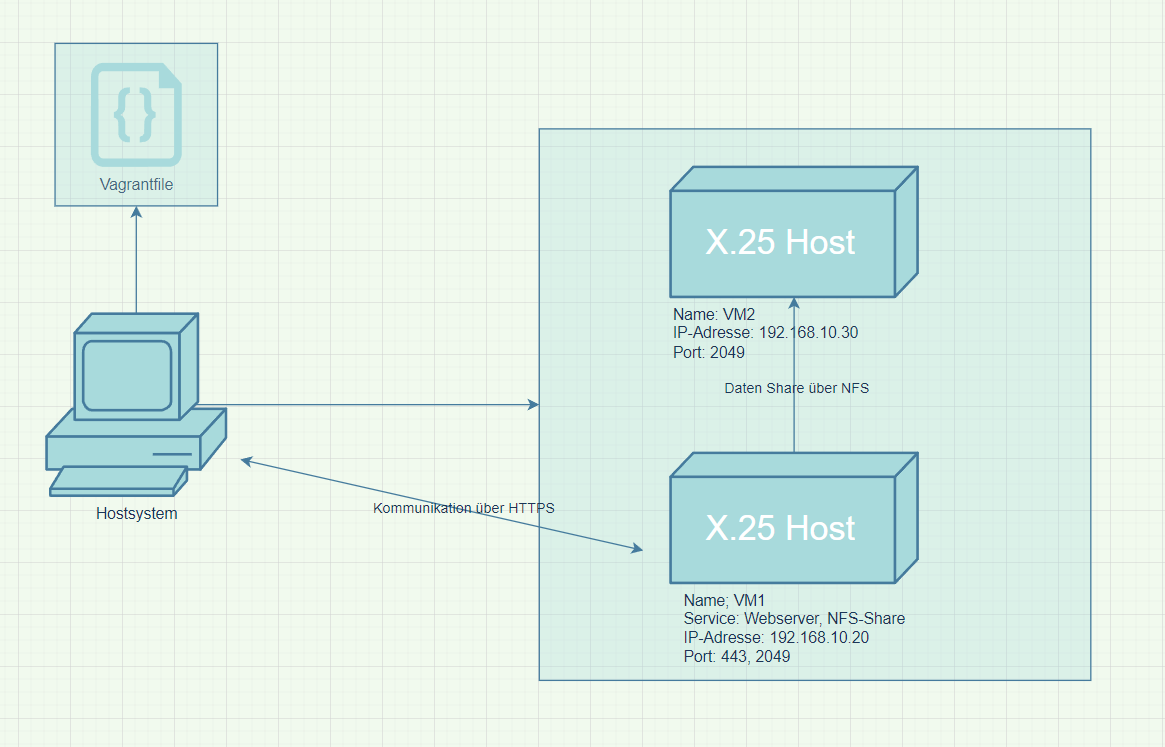 {}
Vagrantfile
X.25 Host
Name: VM2
IP-Adresse: 192.168.10.30
Port: 2049
Daten Share über NFS
Hostsystem
Kommunikation über HTTPS
X.25 Host
Name; VM1
Service: Webserver, NFS-Share
IP-Adresse: 192.168.10.20
Port: 443, 2049